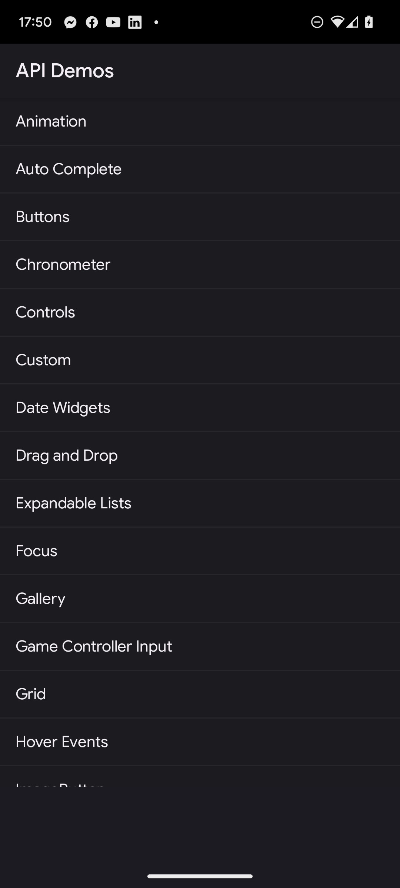 17:50
API Demos
Animation
Auto Complete
Buttons
Chronometer
Controls
Custom
Date Widgets
Drag and Drop
Expandable Lists
Focus
Gallery
Game Controller Input
Grid
Hover Events